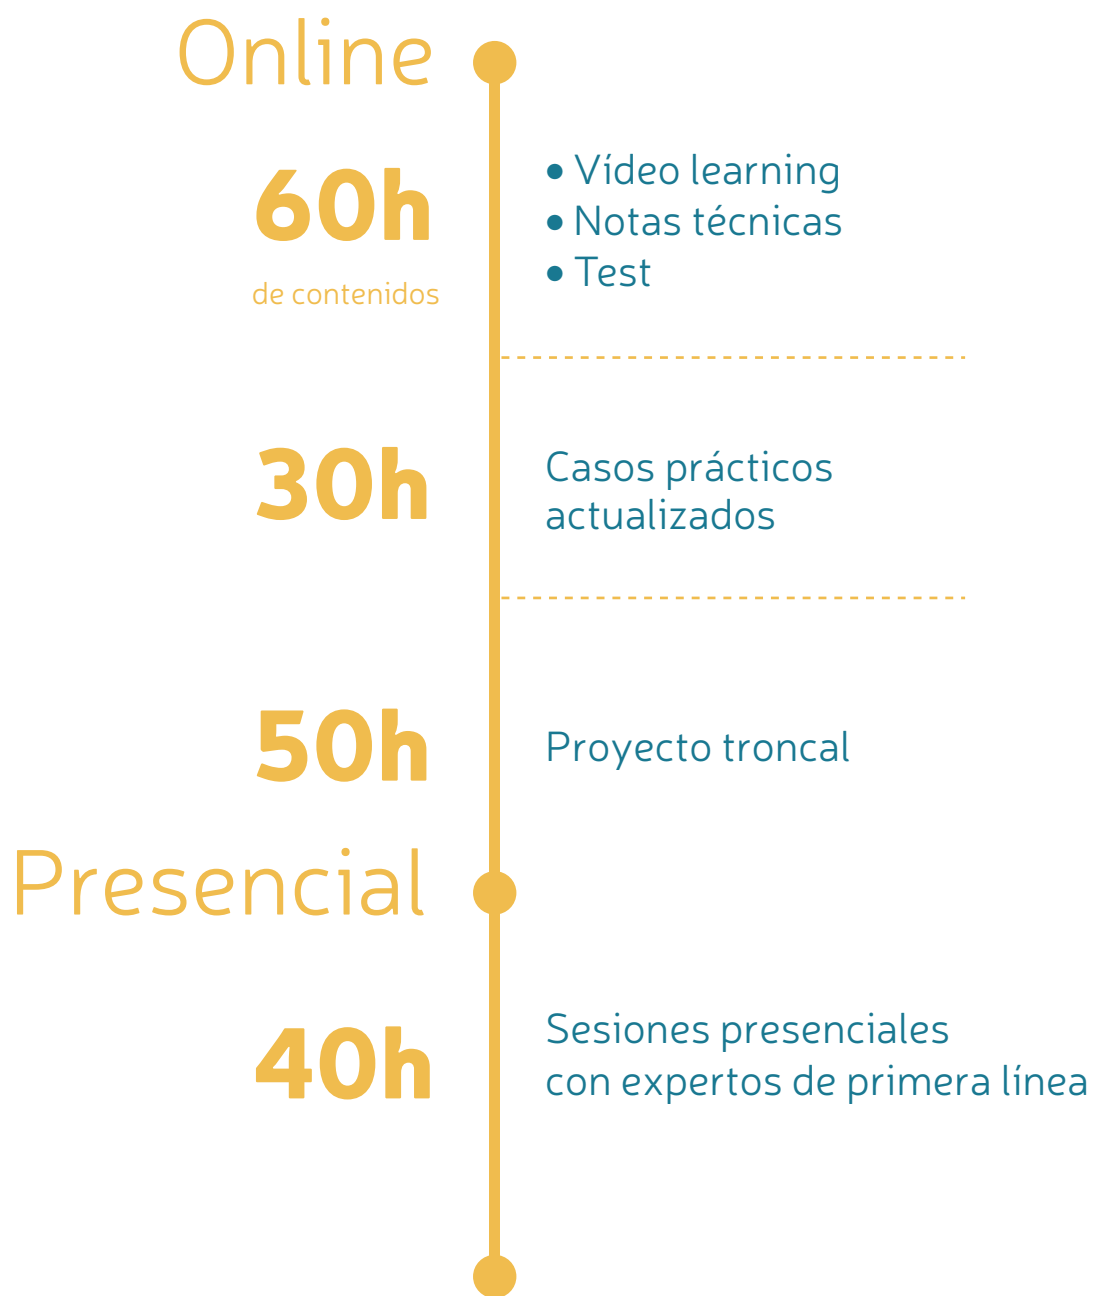 Online
60h
de contenidos
• Vídeo learning
• Notas técnicas
• Test
30h
Casos prácticos
actualizados
50h
Proyecto troncal
Presencial
40h
Sesiones presenciales
con expertos de primera línea